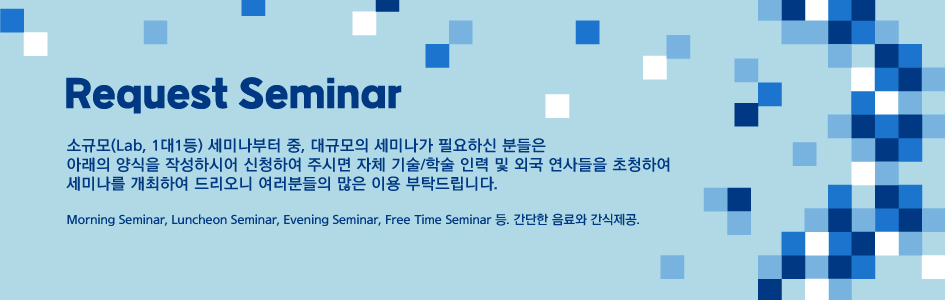 Request Seminar
소규모(Lab, 1대1등) 세미나부터 중, 대규모의 세미나가 필요하신 분들은
아래의 양식을 작성하시어 신청하여 주시면 자체 기술/학술 인력 및 외국 연사들을 초청하여
세미나를 개최하여 드리오니 여러분들의 많은 이용 부탁드립니다.
Morning Seminar, Luncheon Seminar, Evening Seminar, Free Time Seminar 등. 간단한 음료와 간식제공.